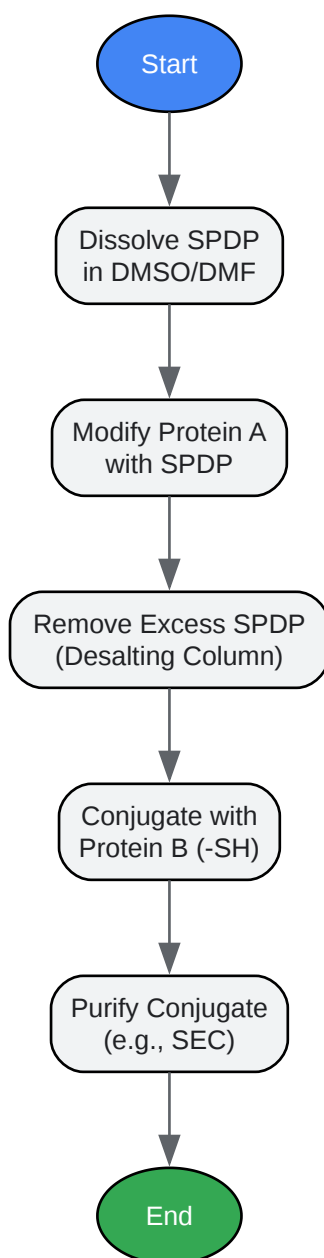 Start
Dissolve SPDP
in DMSO/DMF
Modify Protein A
with SPDP
Remove Excess SPDP
(Desalting Column)
Conjugate with
Protein B (-SH)
Purify Conjugate
(e.g., SEC)
End